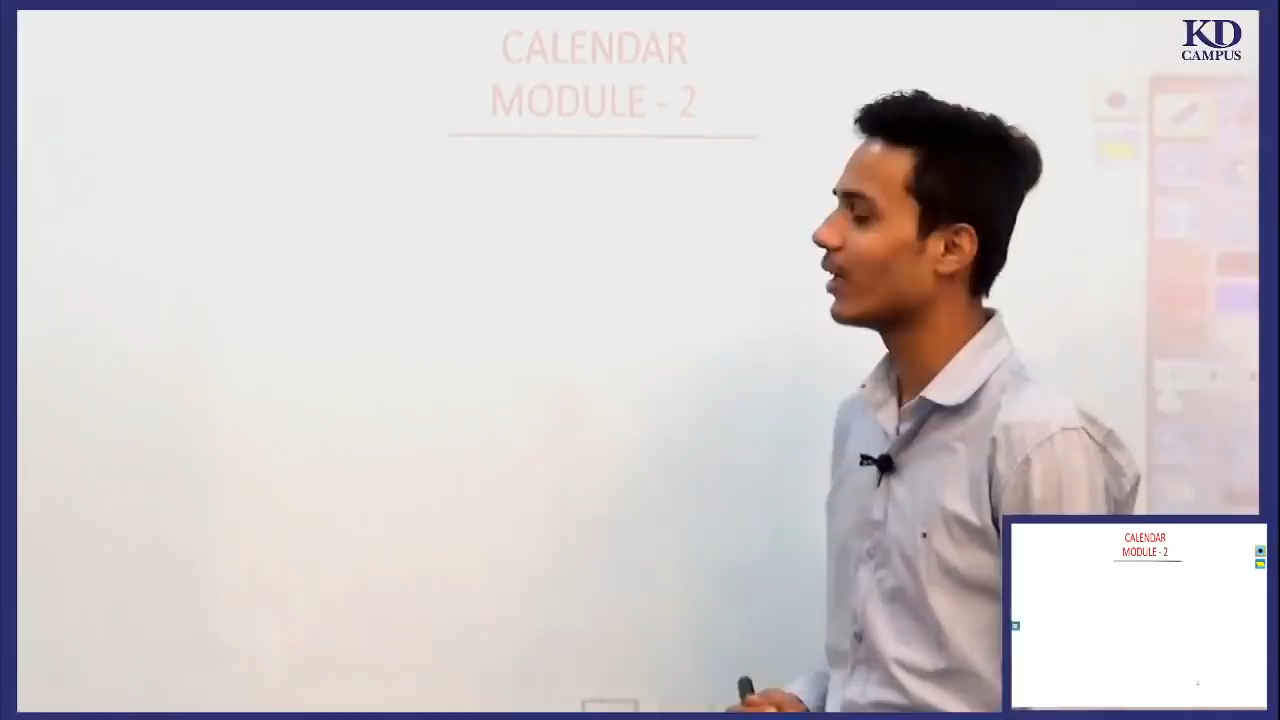 KD
CAMPUS
CALENDAR
MODULE - 2
CALENDAR
MODULE - 2